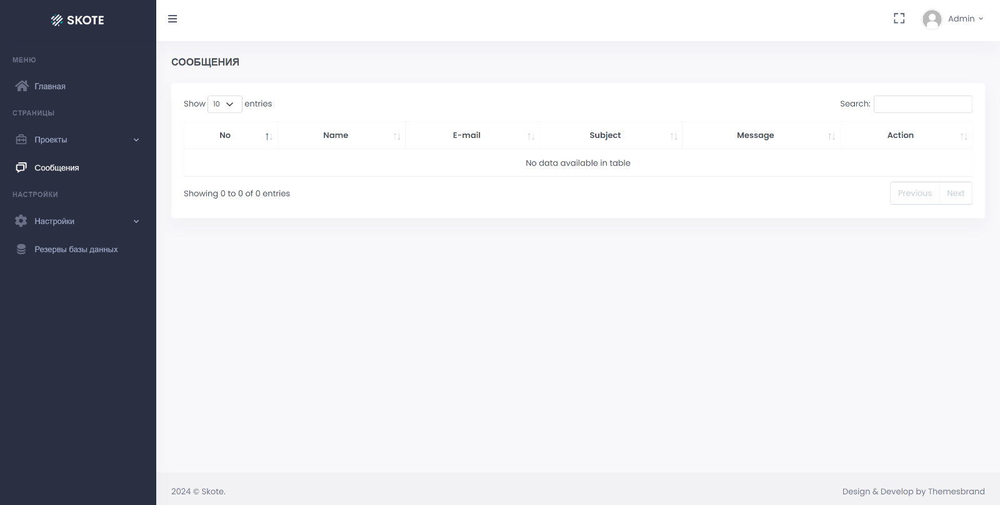 SKOTE
МЕНЮ
Главная
СТРАНИЦЫ
Проекты
Сообщения
НАСТРОЙКИ
Настройки
Резервы базы данных
Admin
СООБЩЕНИЯ
Show 10 entries
Search:
No Name E-mail Subject Message Action
No data available in table
Showing 0 to 0 of 0 entries
Previous Next
2024 © Skote.
Design & Develop by Themesbrand